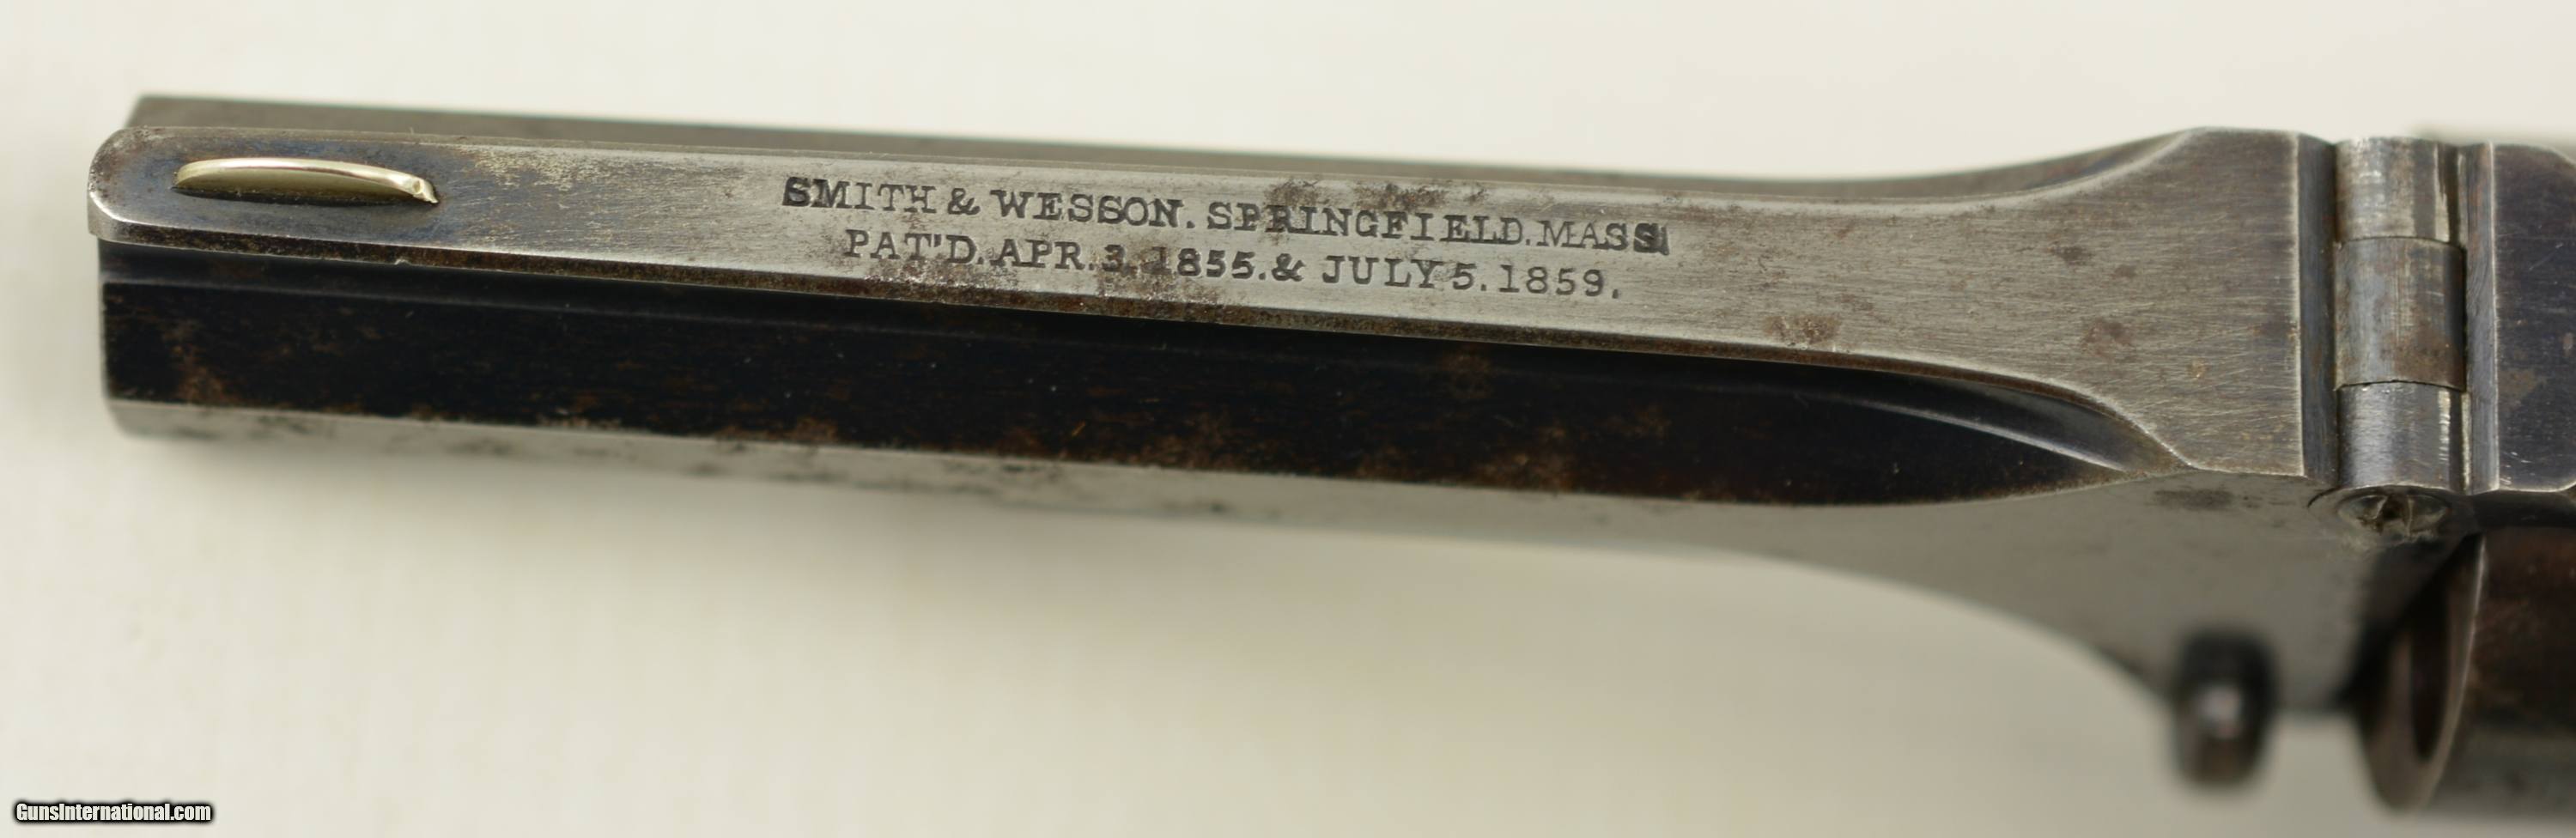 SMITH & WESSON. SPRINGFIELD. MASS.
PAT'D. APR. 3. 1855. & JULY 5. 1859.
GunsInternational.com